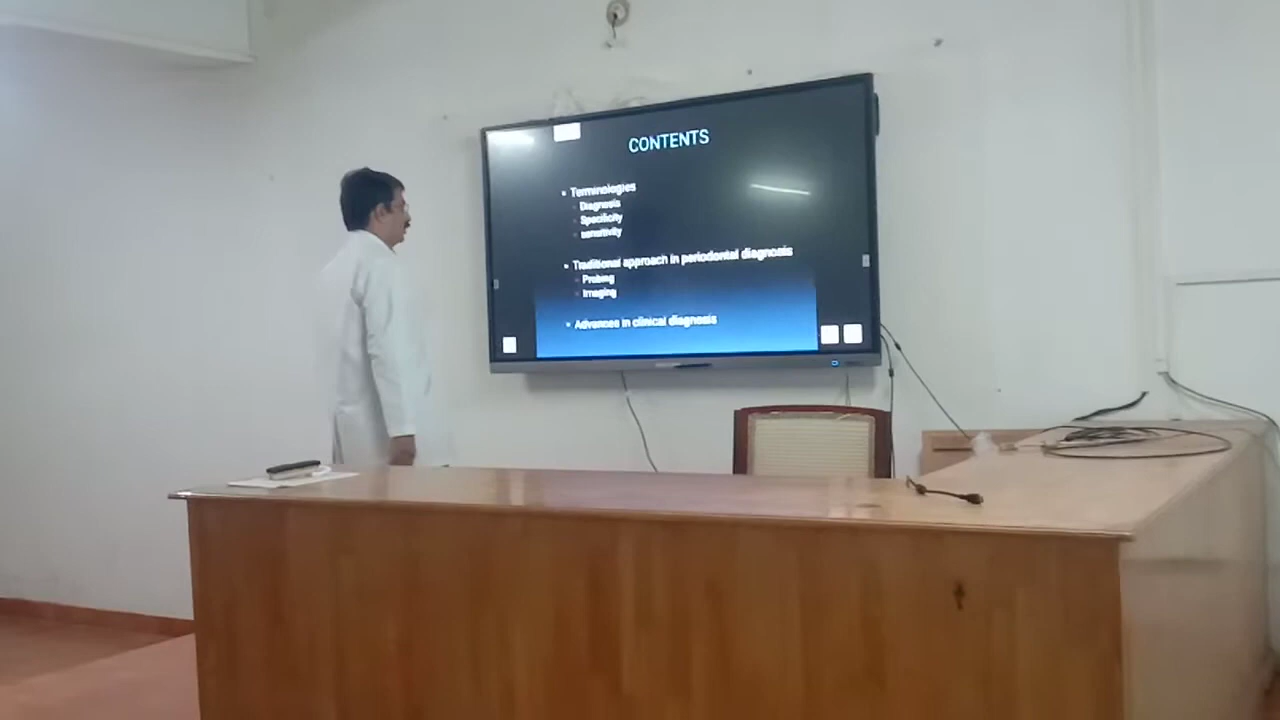 CONTENTS
Terminologies
Diagnosis
Specificity
sensitivity
Traditional approach in periodontal diagnosis
Probing
Imaging
Advances in clinical diagnosis